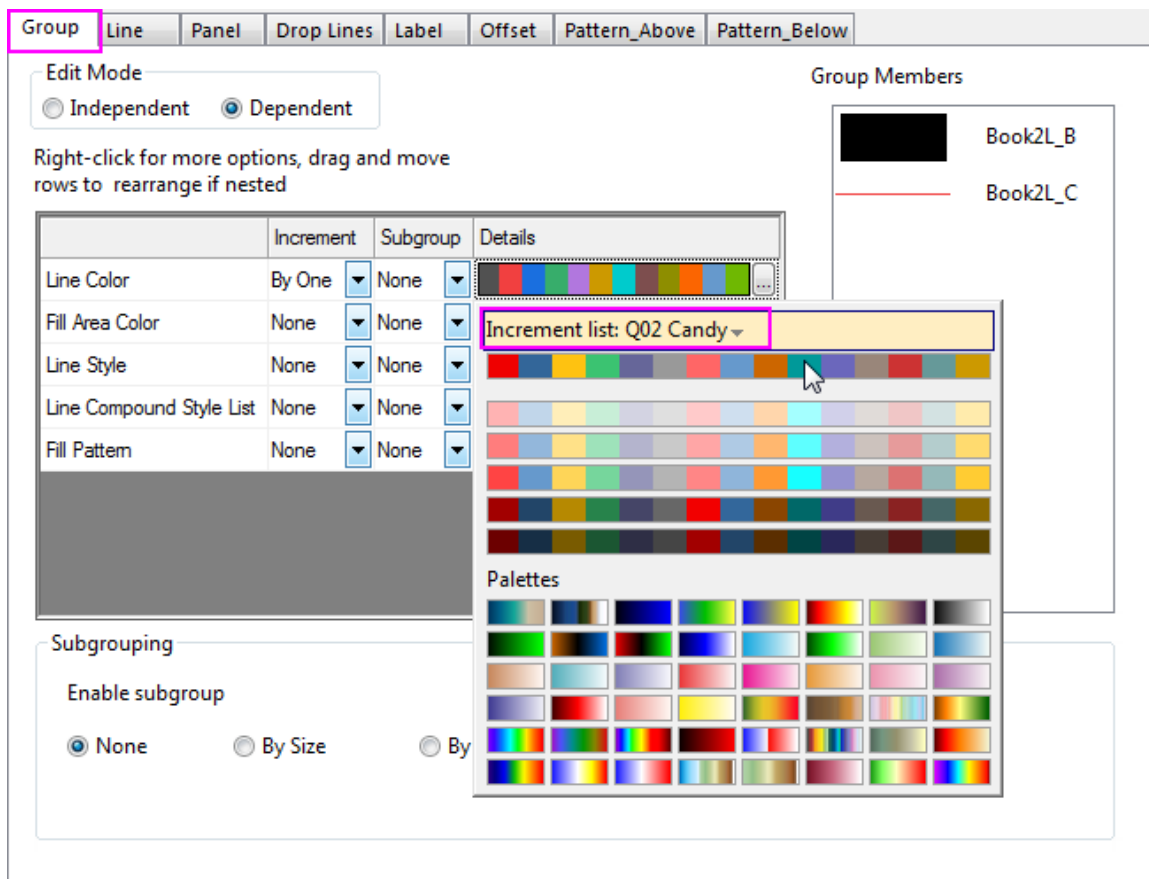 Group Line Panel Drop Lines Label Offset Pattern_Above Pattern_Below
Edit Mode
Independent Dependent
Group Members
Book2L_B
Book2L_C
Right-click for more options, drag and move
rows to rearrange if nested
Increment Subgroup Details
Line Color By One None ...
Fill Area Color None None
Line Style None None
Line Compound Style List None None
Fill Pattern None None
Increment list: Q02 Candy
Palettes
Subgrouping
Enable subgroup
None By Size By